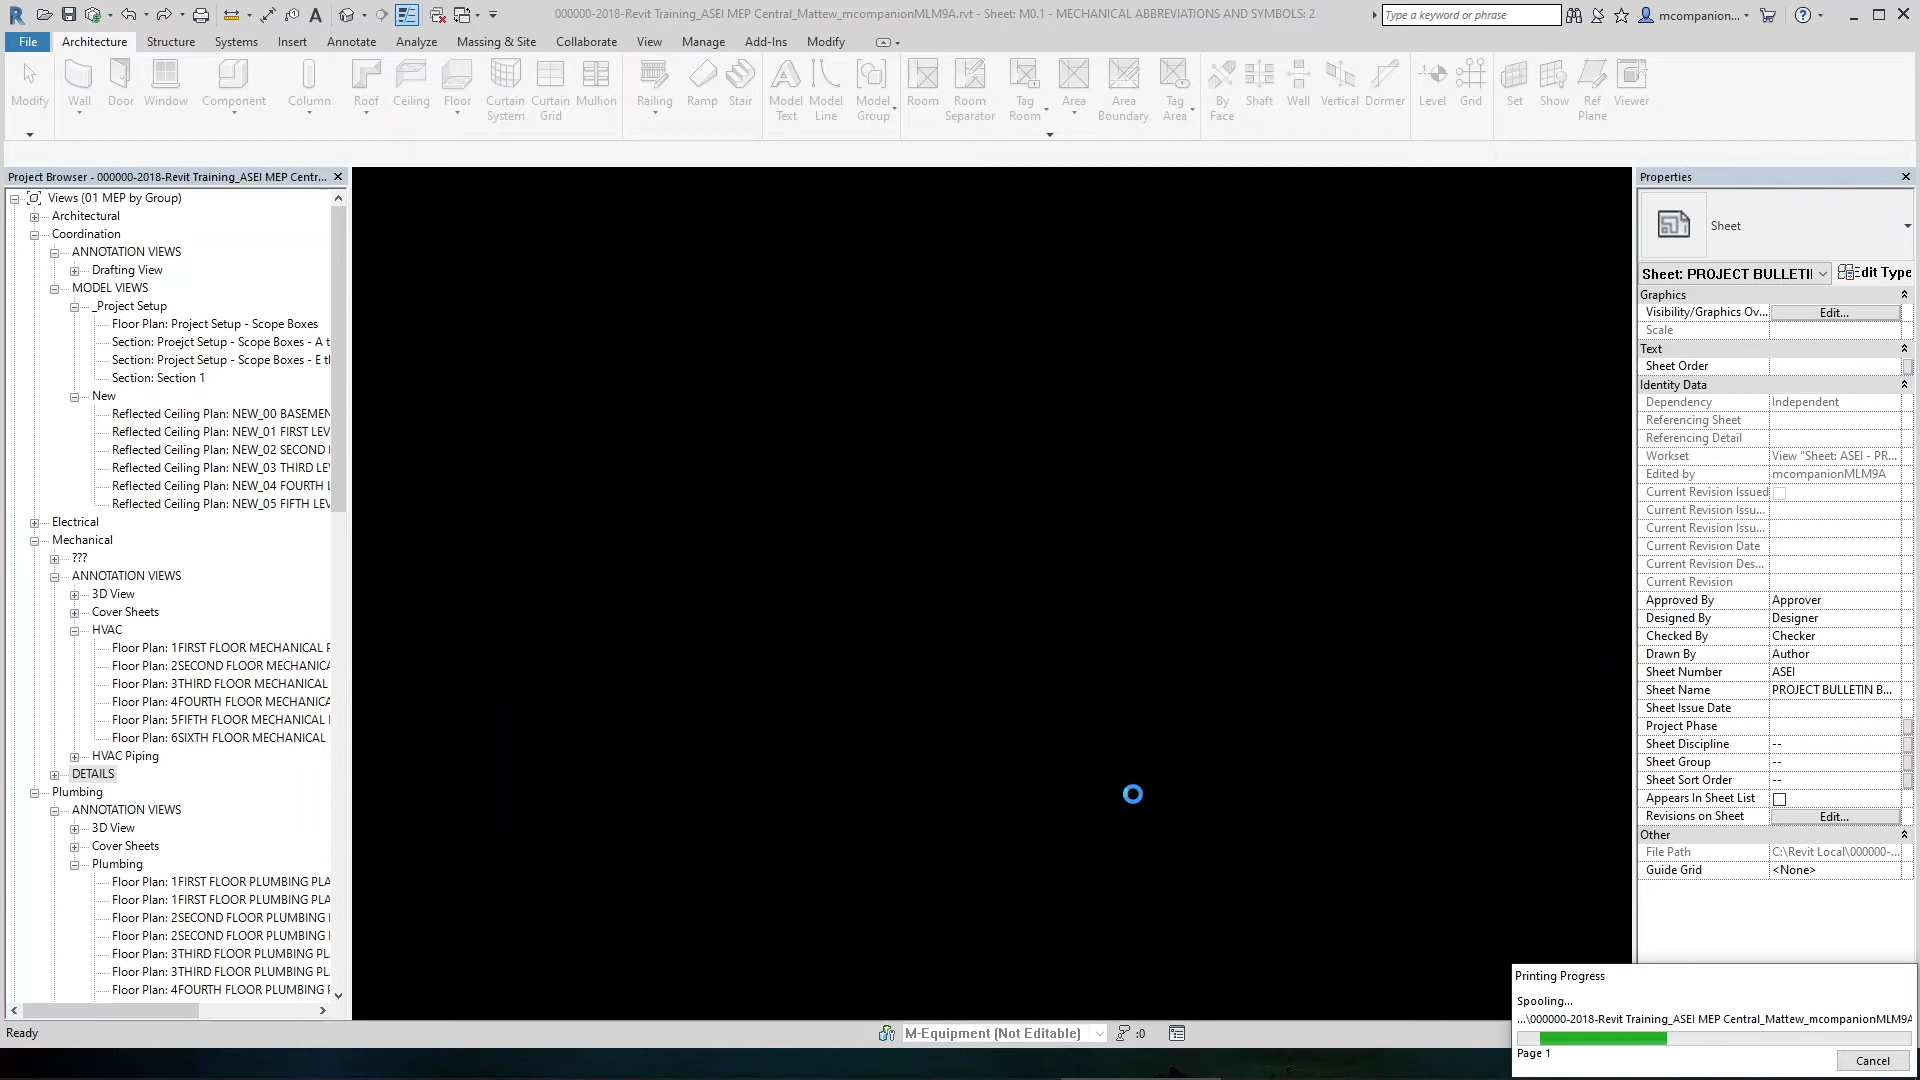 000000-2018-Revit Training_ASEI MEP Central_Mattew_mcompanionMLM9A.rvt - Sheet: M0.1 - MECHANICAL ABBREVIATIONS AND SYMBOLS: 2
Type a keyword or phrase
mcompanion...
File Architecture Structure Systems Insert Annotate Analyze Massing & Site Collaborate View Manage Add-Ins Modify
Modify Wall Door Window Component Column Roof Ceiling Floor Curtain System Curtain Grid Mullion Railing Ramp Stair Model Text Model Line Model Group Room Room Separator Tag Room Area Area Boundary Tag Area By Face Shaft Wall Vertical Dormer Level Grid Set Show Ref Plane Viewer
Project Browser - 000000-2018-Revit Training_ASEI MEP Centr...
Views (01 MEP by Group)
Architectural
Coordination
ANNOTATION VIEWS
Drafting View
MODEL VIEWS
_Project Setup
Floor Plan: Project Setup - Scope Boxes
Section: Proejct Setup - Scope Boxes - A t
Section: Project Setup - Scope Boxes - E tl
Section: Section 1
New
Reflected Ceiling Plan: NEW_00 BASEMEN
Reflected Ceiling Plan: NEW_01 FIRST LEV
Reflected Ceiling Plan: NEW_02 SECOND
Reflected Ceiling Plan: NEW_03 THIRD LE
Reflected Ceiling Plan: NEW_04 FOURTH L
Reflected Ceiling Plan: NEW_05 FIFTH LEV
Electrical
Mechanical
???
ANNOTATION VIEWS
3D View
Cover Sheets
HVAC
Floor Plan: 1FIRST FLOOR MECHANICAL F
Floor Plan: 2SECOND FLOOR MECHANICA
Floor Plan: 3THIRD FLOOR MECHANICAL
Floor Plan: 4FOURTH FLOOR MECHANICA
Floor Plan: 5FIFTH FLOOR MECHANICAL
Floor Plan: 6SIXTH FLOOR MECHANICAL
HVAC Piping
DETAILS
Plumbing
ANNOTATION VIEWS
3D View
Cover Sheets
Plumbing
Floor Plan: 1FIRST FLOOR PLUMBING PLA
Floor Plan: 1FIRST FLOOR PLUMBING PLA
Floor Plan: 2SECOND FLOOR PLUMBING
Floor Plan: 2SECOND FLOOR PLUMBING
Floor Plan: 3THIRD FLOOR PLUMBING PL
Floor Plan: 3THIRD FLOOR PLUMBING PL
Floor Plan: 4FOURTH FLOOR PLUMBING F
Properties
Sheet
Sheet: PROJECT BULLETI Edit Type
Graphics
Visibility/Graphics Ov... Edit...
Scale
Text
Sheet Order
Identity Data
Dependency Independent
Referencing Sheet
Referencing Detail
Workset View "Sheet: ASEI - PR...
Edited by mcompanionMLM9A
Current Revision Issued
Current Revision Issu...
Current Revision Issu...
Current Revision Date
Current Revision Des...
Current Revision
Approved By Approver
Designed By Designer
Checked By Checker
Drawn By Author
Sheet Number ASEI
Sheet Name PROJECT BULLETIN B...
Sheet Issue Date
Project Phase
Sheet Discipline --
Sheet Group --
Sheet Sort Order --
Appears In Sheet List
Revisions on Sheet Edit...
Other
File Path C:\Revit Local\000000-...
Guide Grid <None>
Printing Progress
Spooling...
...\000000-2018-Revit Training_ASEI MEP Central_Mattew_mcompanionMLM9A
Page 1
Cancel
Ready
M-Equipment (Not Editable)
:0